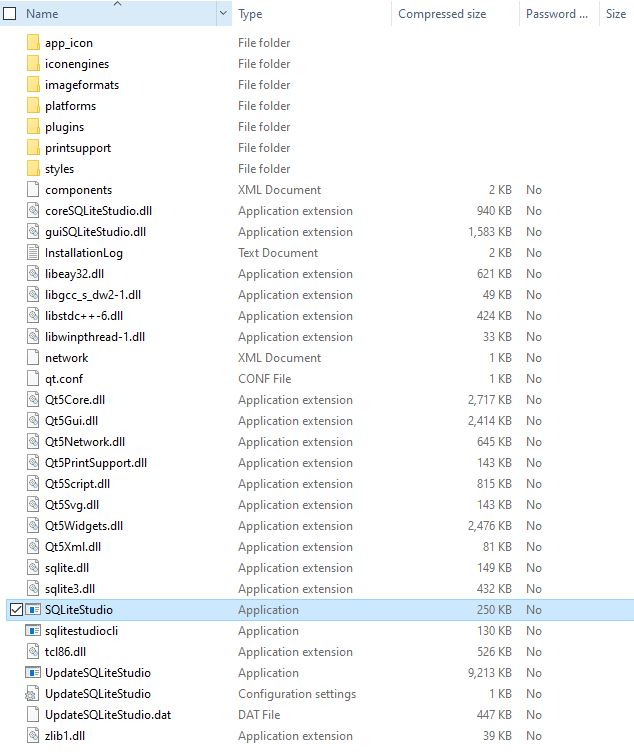 Name Type Compressed size Password ... Size
app_icon File folder
iconengines File folder
imageformats File folder
platforms File folder
plugins File folder
printsupport File folder
styles File folder
components XML Document 2 KB No
coreSQLiteStudio.dll Application extension 940 KB No
guiSQLiteStudio.dll Application extension 1,583 KB No
InstallationLog Text Document 2 KB No
libeay32.dll Application extension 621 KB No
libgcc_s_dw2-1.dll Application extension 49 KB No
libstdc++-6.dll Application extension 424 KB No
libwinpthread-1.dll Application extension 33 KB No
network XML Document 1 KB No
qt.conf CONF File 1 KB No
Qt5Core.dll Application extension 2,717 KB No
Qt5Gui.dll Application extension 2,414 KB No
Qt5Network.dll Application extension 645 KB No
Qt5PrintSupport.dll Application extension 143 KB No
Qt5Script.dll Application extension 815 KB No
Qt5Svg.dll Application extension 143 KB No
Qt5Widgets.dll Application extension 2,476 KB No
Qt5Xml.dll Application extension 81 KB No
sqlite.dll Application extension 149 KB No
sqlite3.dll Application extension 432 KB No
SQLiteStudio Application 250 KB No
sqlitestudiocli Application 130 KB No
tcl86.dll Application extension 526 KB No
UpdateSQLiteStudio Application 9,213 KB No
UpdateSQLiteStudio Configuration settings 1 KB No
UpdateSQLiteStudio.dat DAT File 447 KB No
zlib1.dll Application extension 39 KB No